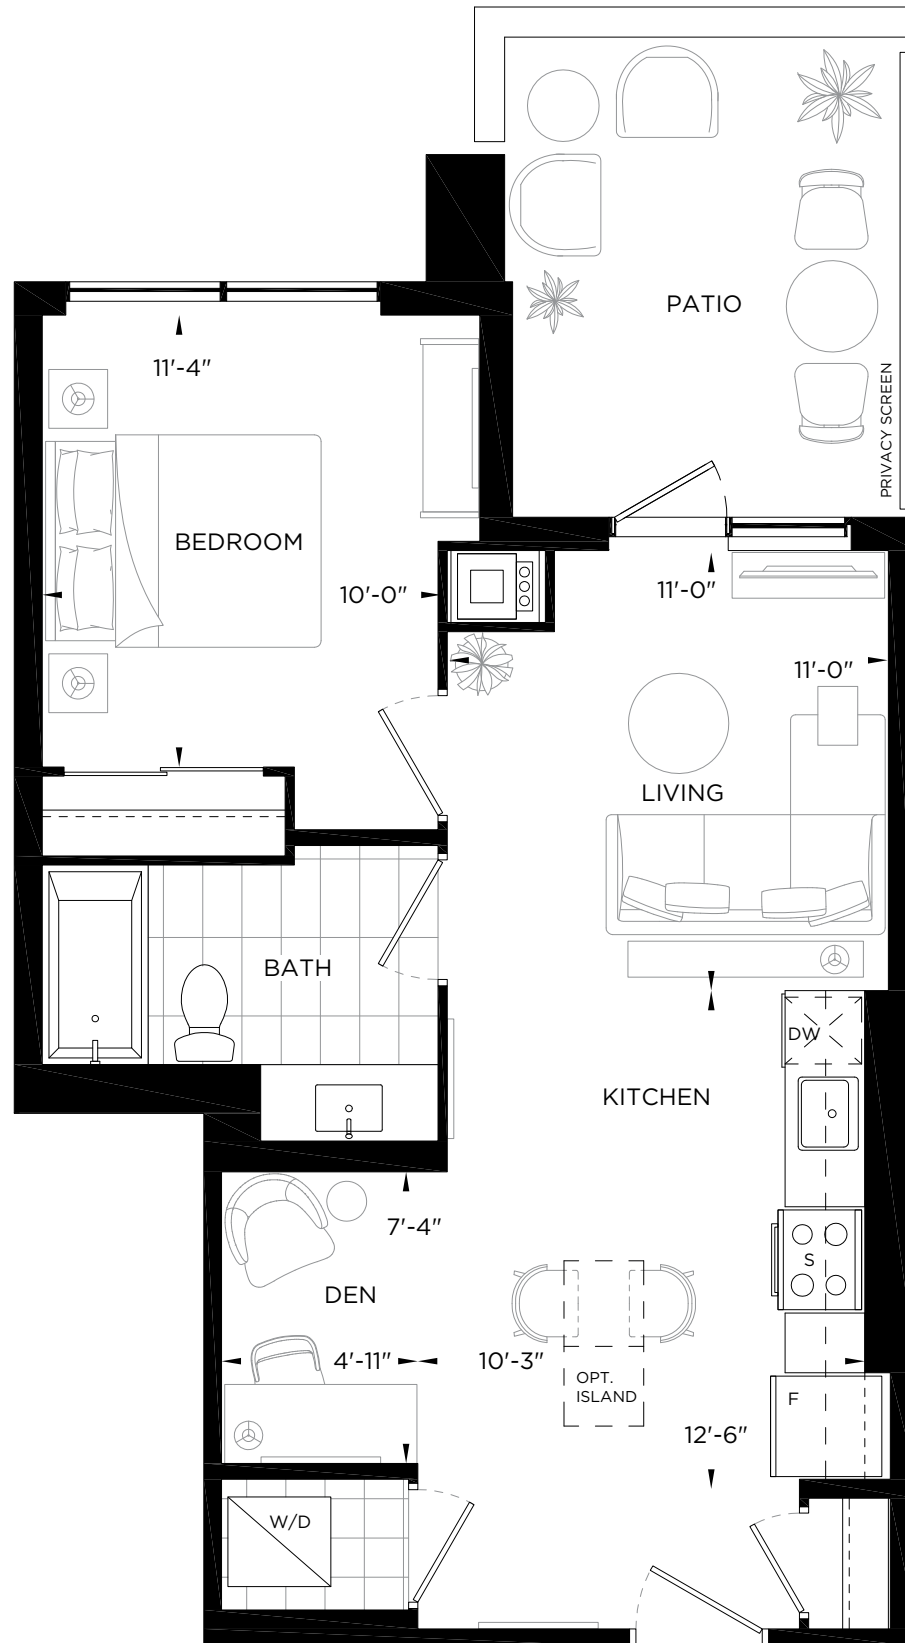 PATIO
PRIVACY SCREEN
11'-4"
BEDROOM
10'-0"
11'-0"
11'-0"
LIVING
BATH
DW
KITCHEN
7'-4"
S
DEN
4'-11"
10'-3"
OPT.
ISLAND
F
12'-6"
W/D